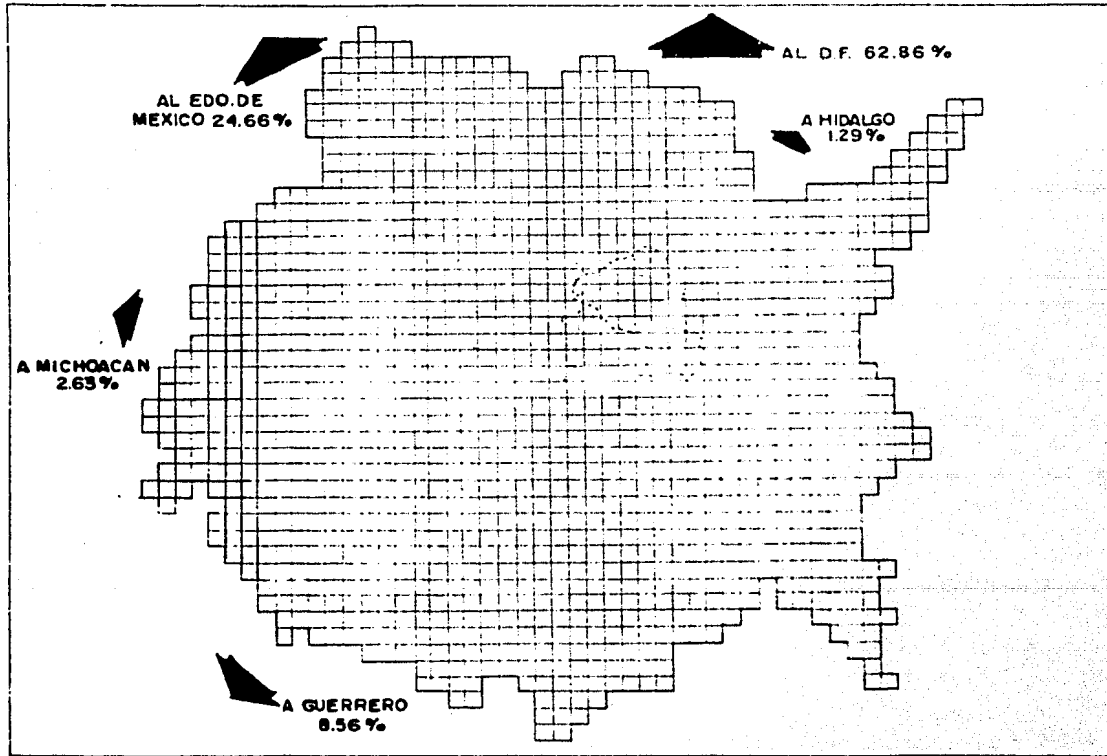 AL D.F. 62.86%
AL EDO. DE
MEXICO 24.66%
A HIDALGO
1.29%
A MICHOACAN
2.63%
A GUERRERO
8.56%